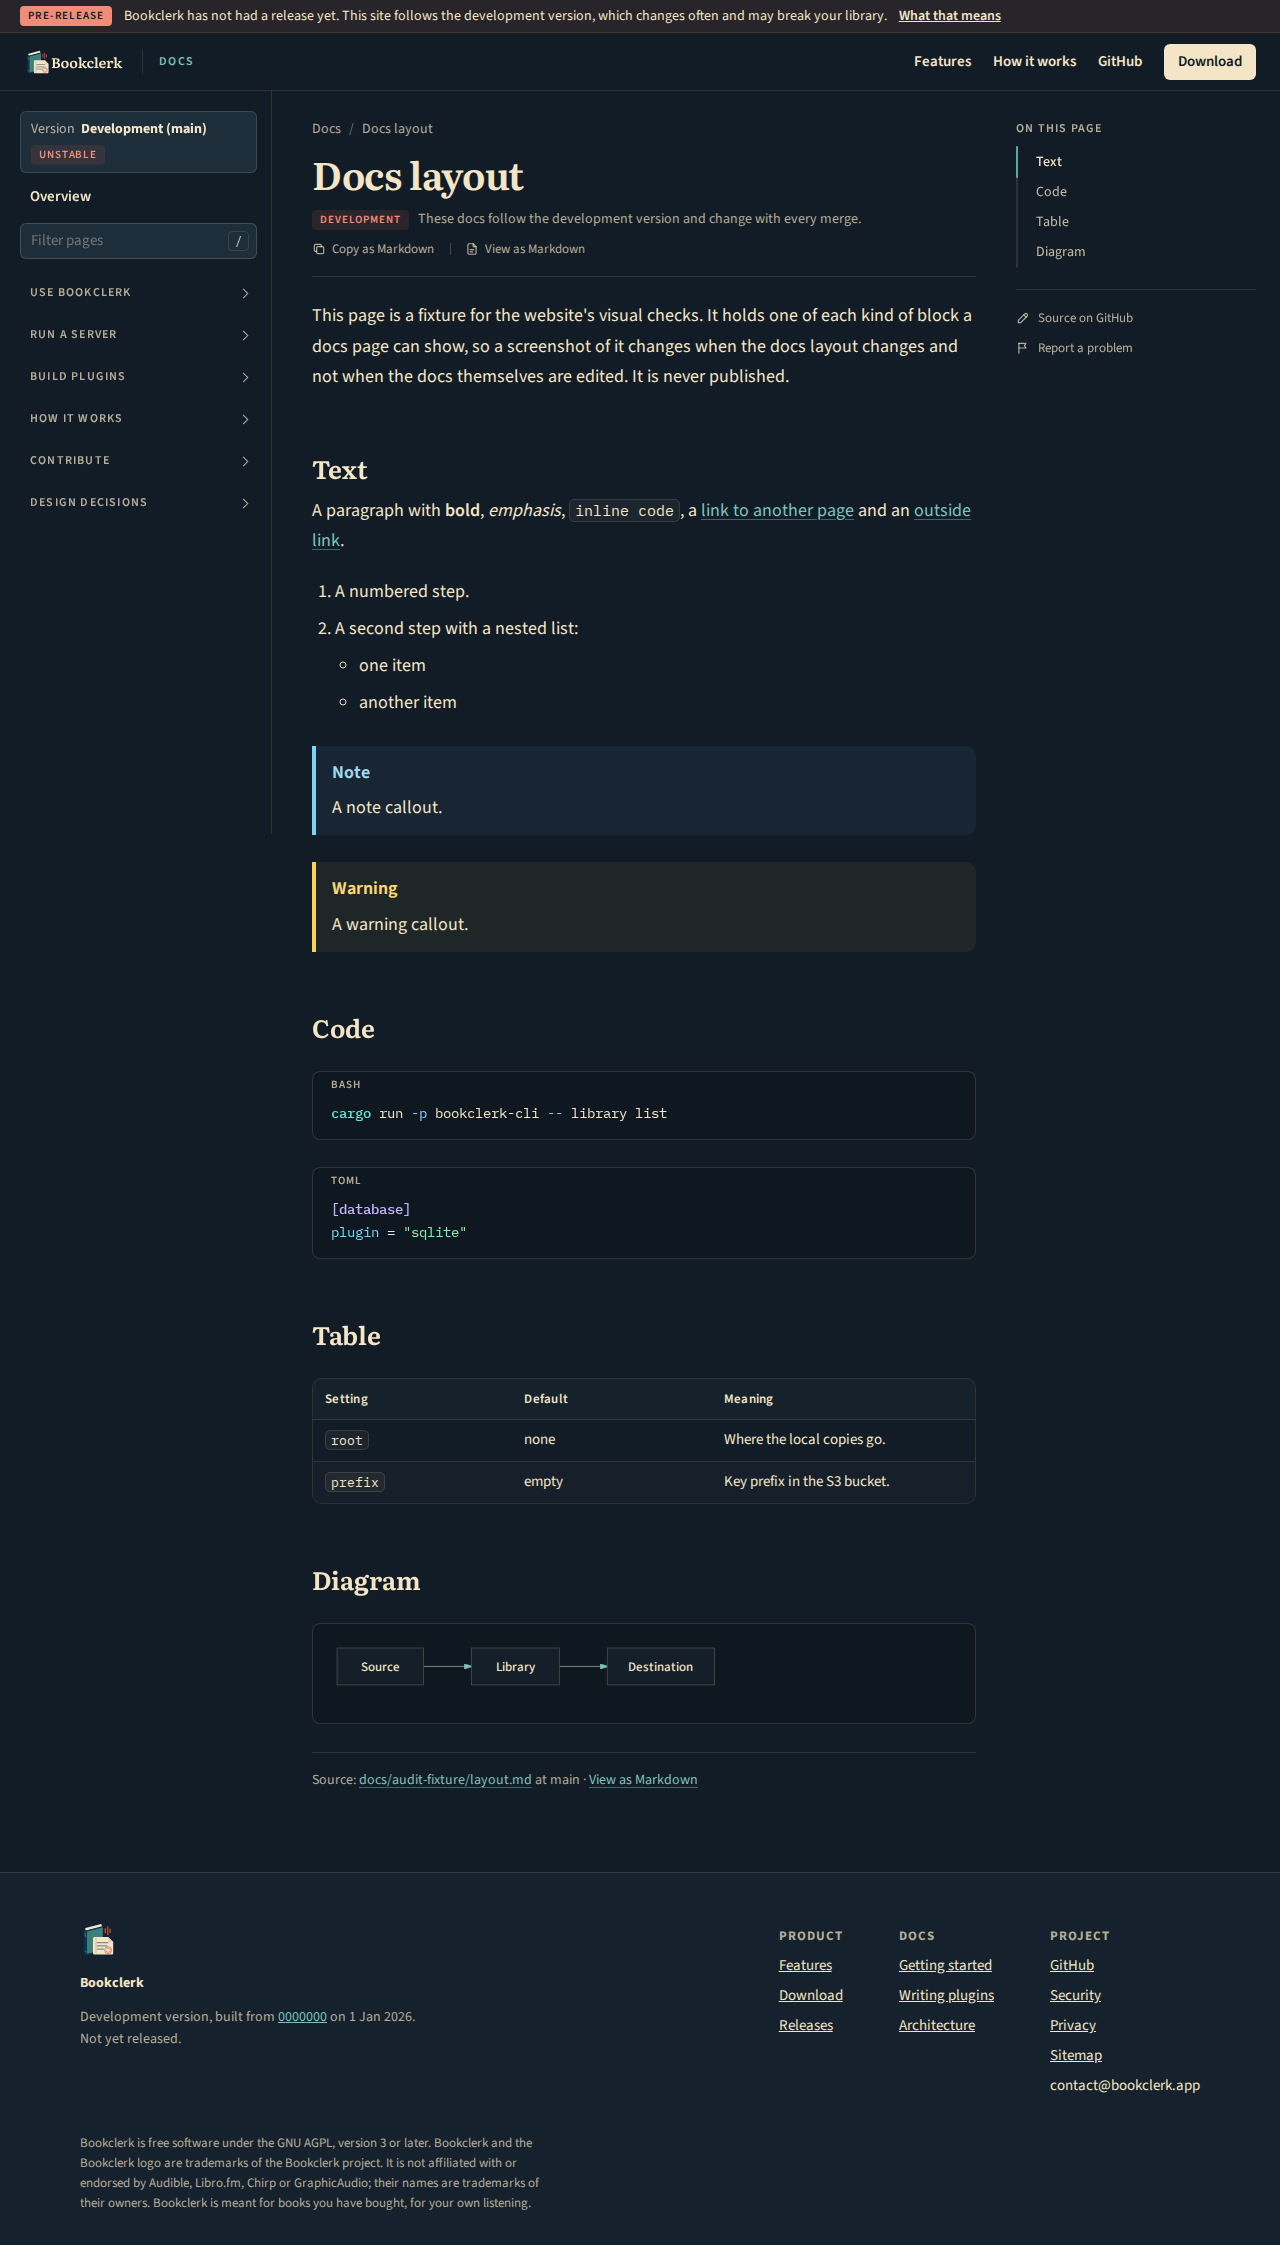 PRE-RELEASE Bookclerk has not had a release yet. This site follows the development version, which changes often and may break your library. What that means
Bookclerk DOCS Features How it works GitHub Download
Version Development (main)
UNSTABLE
Overview
Filter pages /
USE BOOKCLERK
RUN A SERVER
BUILD PLUGINS
HOW IT WORKS
CONTRIBUTE
DESIGN DECISIONS
Docs / Docs layout
Docs layout
DEVELOPMENT These docs follow the development version and change with every merge.
Copy as Markdown View as Markdown
This page is a fixture for the website's visual checks. It holds one of each kind of block a
docs page can show, so a screenshot of it changes when the docs layout changes and
not when the docs themselves are edited. It is never published.
Text
A paragraph with bold, emphasis, inline code, a link to another page and an outside
link.
1. A numbered step.
2. A second step with a nested list:
one item
another item
Note
A note callout.
Warning
A warning callout.
Code
BASH
cargo run -p bookclerk-cli -- library list
TOML
[database]
plugin = "sqlite"
Table
Setting Default Meaning
root none Where the local copies go.
prefix empty Key prefix in the S3 bucket.
Diagram
Source Library Destination
Source: docs/audit-fixture/layout.md at main · View as Markdown
ON THIS PAGE
Text
Code
Table
Diagram
Source on GitHub
Report a problem
Bookclerk
Development version, built from 0000000 on 1 Jan 2026.
Not yet released.
PRODUCT
Features
Download
Releases
DOCS
Getting started
Writing plugins
Architecture
PROJECT
GitHub
Security
Privacy
Sitemap
contact@bookclerk.app
Bookclerk is free software under the GNU AGPL, version 3 or later. Bookclerk and the
Bookclerk logo are trademarks of the Bookclerk project. It is not affiliated with or
endorsed by Audible, Libro.fm, Chirp or GraphicAudio; their names are trademarks of
their owners. Bookclerk is meant for books you have bought, for your own listening.